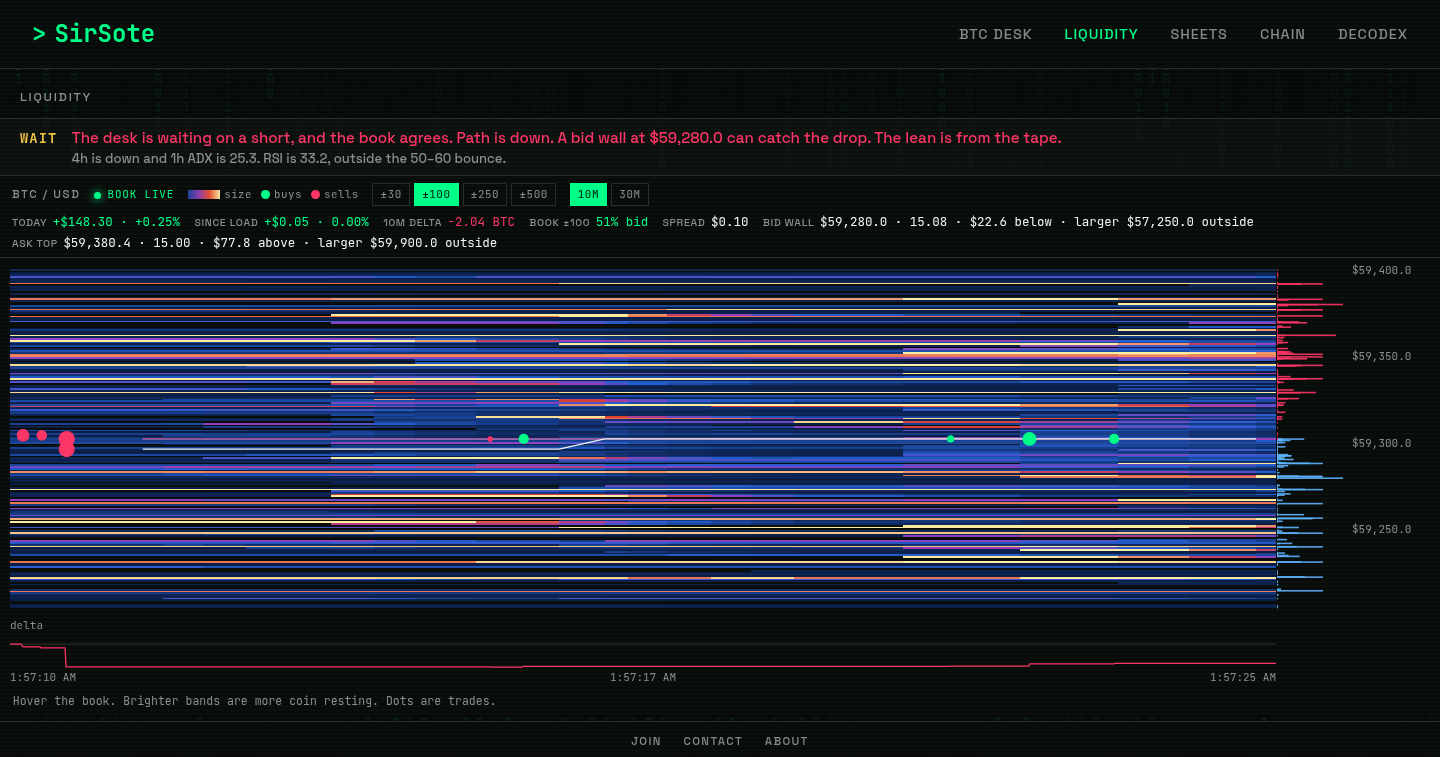 > SirSote
BTC DESK LIQUIDITY SHEETS CHAIN DECODEX
LIQUIDITY
WAIT The desk is waiting on a short, and the book agrees. Path is down. A bid wall at $59,280.0 can catch the drop. The lean is from the tape.
4h is down and 1h ADX is 25.3. RSI is 33.2, outside the 50–60 bounce.
BTC / USD BOOK LIVE size buys sells ±30 ±100 ±250 ±500 10M 30M
TODAY +$148.30 · +0.25% SINCE LOAD +$0.05 · 0.00% 10M DELTA -2.04 BTC BOOK ±100 51% bid SPREAD $0.10 BID WALL $59,280.0 · 15.08 · $22.6 below · larger $57,250.0 outside
ASK TOP $59,380.4 · 15.00 · $77.8 above · larger $59,900.0 outside
$59,400.0
$59,350.0
$59,300.0
$59,250.0
delta
1:57:10 AM 1:57:17 AM 1:57:25 AM
Hover the book. Brighter bands are more coin resting. Dots are trades.
JOIN CONTACT ABOUT